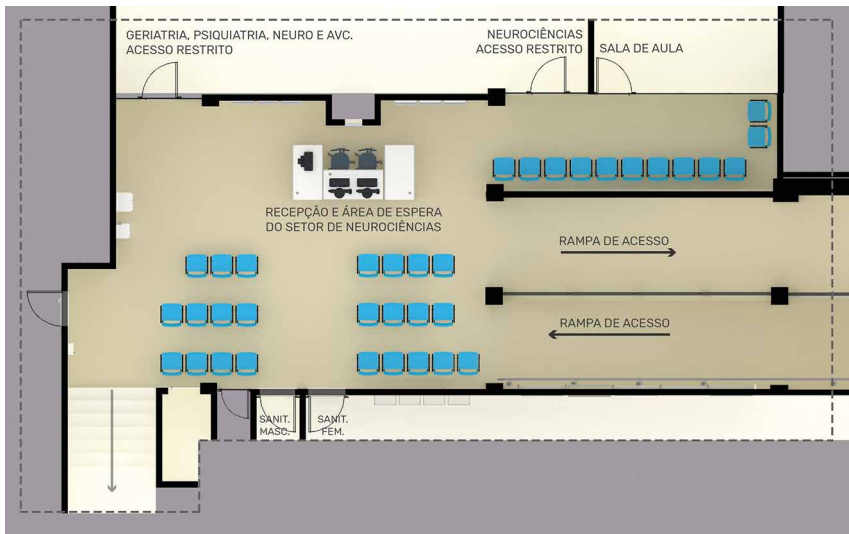 GERIATRIA, PSIQUIATRIA, NEURO E AVC.
ACESSO RESTRITO
NEUROCIÊNCIAS
ACESSO RESTRITO
SALA DE AULA
RECEPÇÃO E ÁREA DE ESPERA
DO SETOR DE NEUROCIÊNCIAS
RAMPA DE ACESSO
RAMPA DE ACESSO
SANIT.
MASC.
SANIT.
FEM.